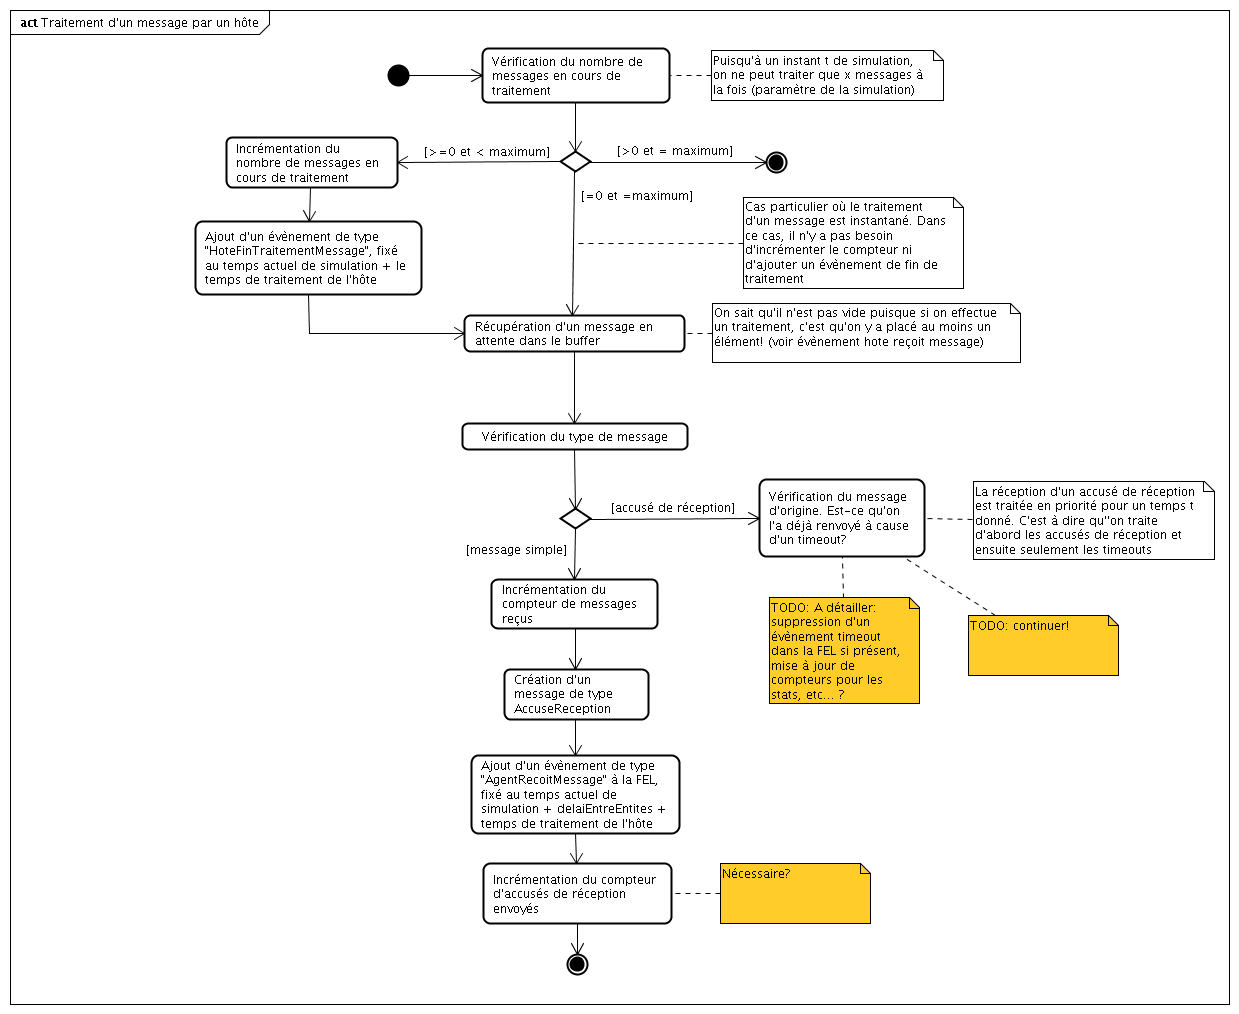 act Traitement d'un message par un hôte
Vérification du nombre de
messages en cours de
traitement
Puisqu'à un instant t de simulation,
on ne peut traiter que x messages à
la fois (paramètre de la simulation)
Incrémentation du
nombre de messages en
cours de traitement
[>=0 et < maximum]
[>0 et = maximum]
[=0 et =maximum]
Cas particulier où le traitement
d'un message est instantané. Dans
ce cas, il n'y a pas besoin
d'incrémenter le compteur ni
d'ajouter un évènement de fin de
traitement
Ajout d'un évènement de type
"HoteFinTraitementMessage", fixé
au temps actuel de simulation + le
temps de traitement de l'hôte
Récupération d'un message en
attente dans le buffer
On sait qu'il n'est pas vide puisque si on effectue
un traitement, c'est qu'on y a placé au moins un
élément! (voir évènement hote reçoit message)
Vérification du type de message
[accusé de réception]
Vérification du message
d'origine. Est-ce qu'on
l'a déjà renvoyé à cause
d'un timeout?
La réception d'un accusé de réception
est traitée en priorité pour un temps t
donné. C'est à dire qu"on traite
d'abord les accusés de réception et
ensuite seulement les timeouts
[message simple]
Incrémentation du
compteur de messages
reçus
TODO: A détailler:
suppression d'un
évènement timeout
dans la FEL si présent,
mise à jour de
compteurs pour les
stats, etc... ?
TODO: continuer!
Création d'un
message de type
AccuseReception
Ajout d'un évènement de type
"AgentRecoitMessage" à la FEL,
fixé au temps actuel de
simulation + delaiEntreEntites +
temps de traitement de l'hôte
Incrémentation du compteur
d'accusés de réception
envoyés
Nécessaire?